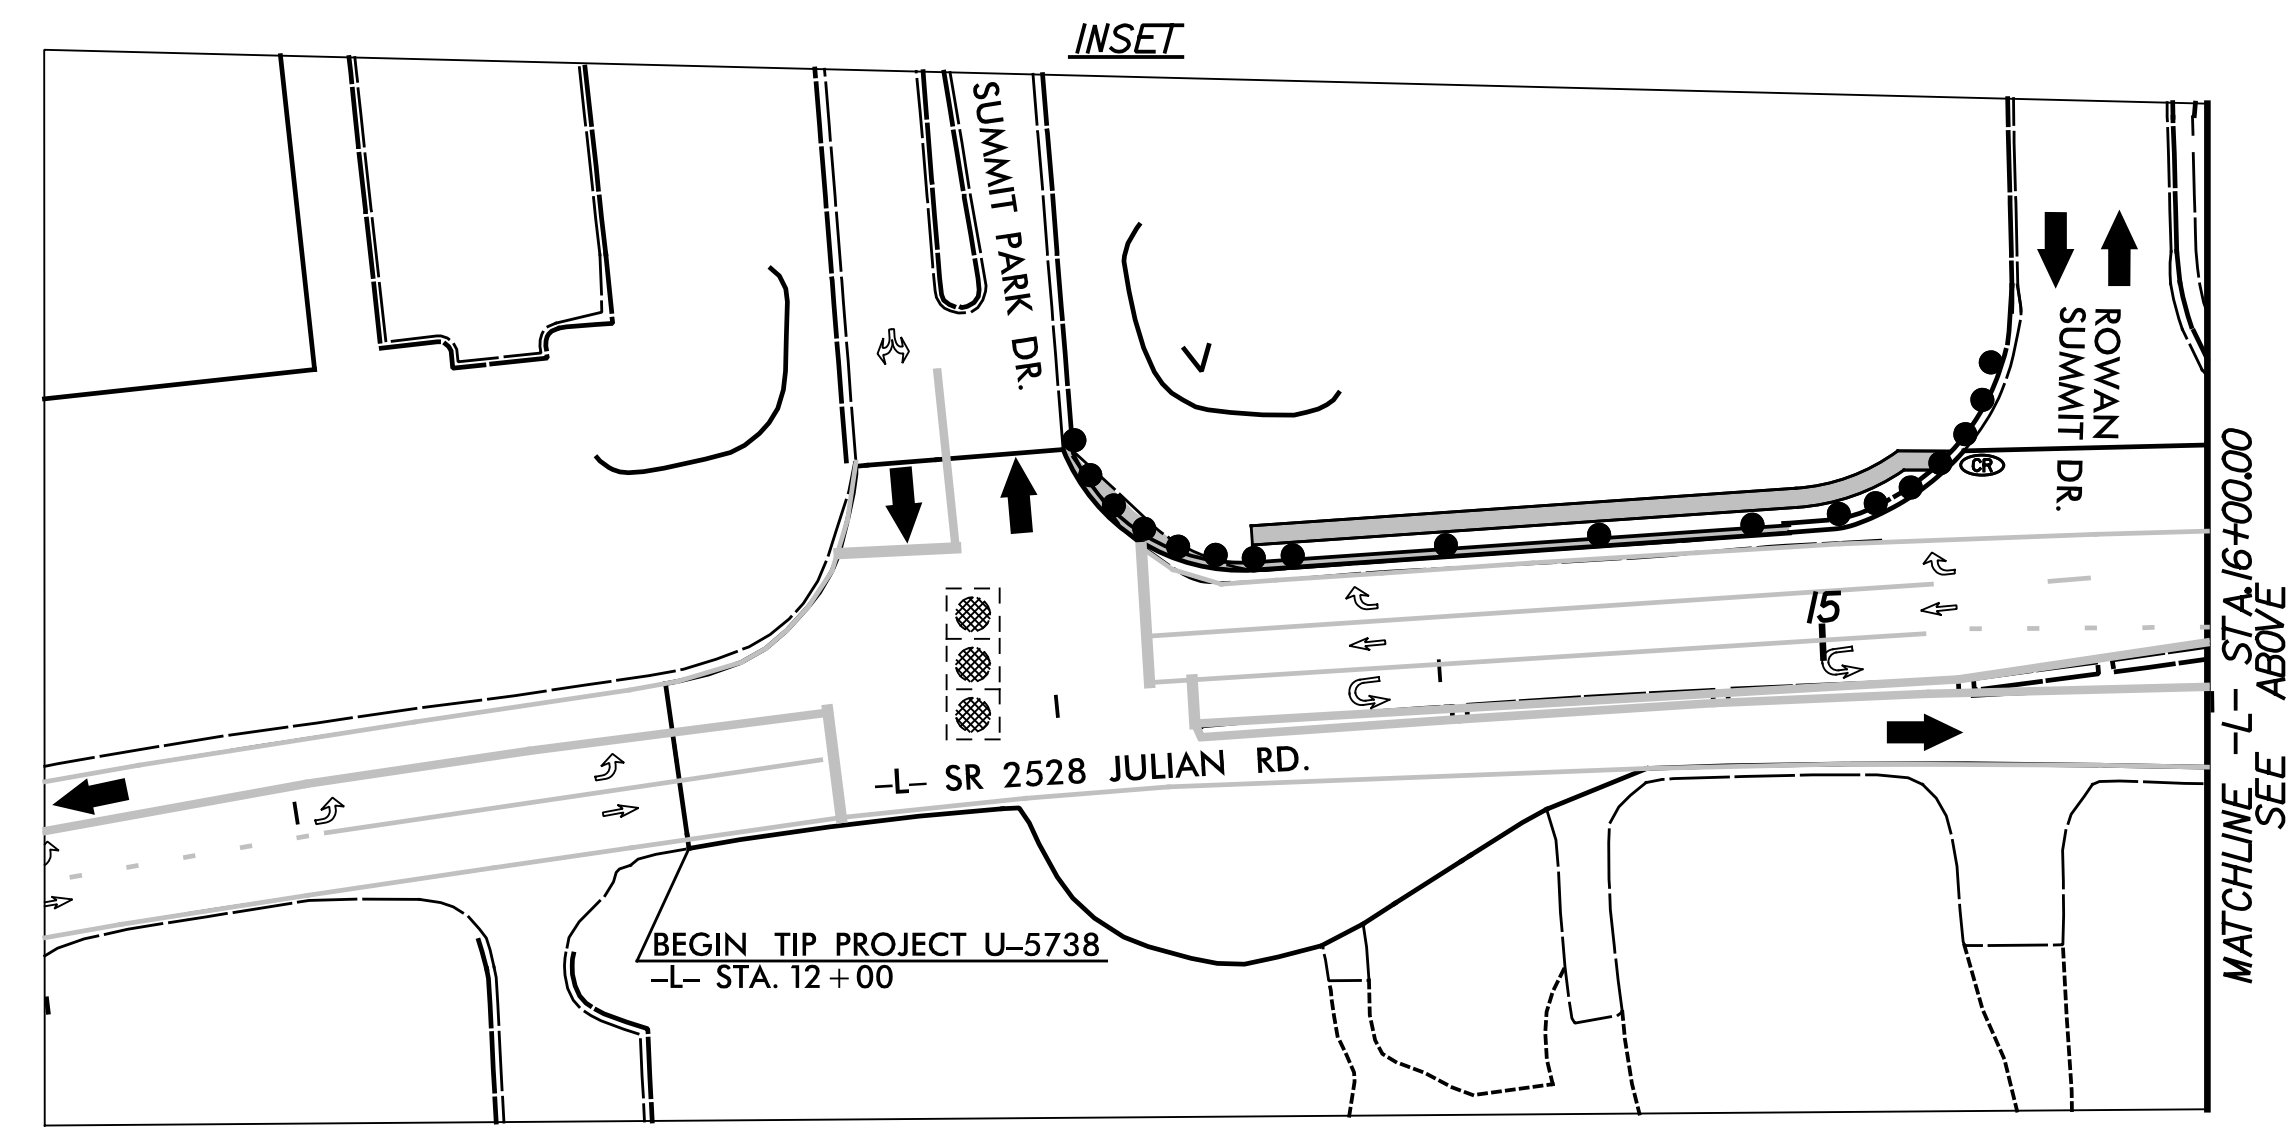 INSET
SUMMIT PARK DR.
ROWAN
SUMMIT DR.
CR
15
-L- SR 2528 JULIAN RD.
BEGIN TIP PROJECT U-5738
-L- STA. 12+00
MATCHLINE -L- STA.16+00.00
SEE ABOVE